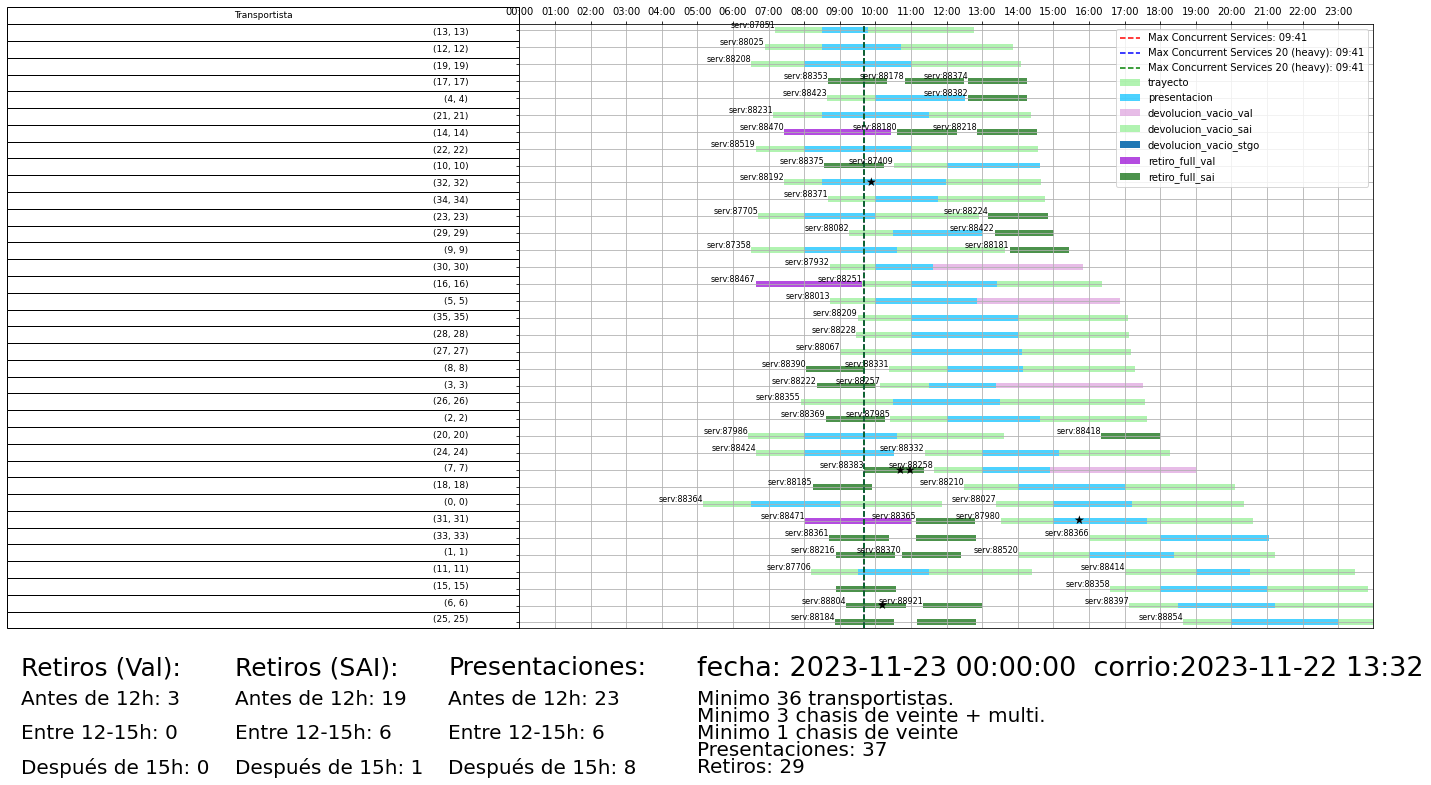 Transportista
00:00 01:00 02:00 03:00 04:00 05:00 06:00 07:00 08:00 09:00 10:00 11:00 12:00 13:00 14:00 15:00 16:00 17:00 18:00 19:00 20:00 21:00 22:00 23:00
(13, 13) serv:87851
(12, 12) serv:88025
(19, 19) serv:88208
(17, 17) serv:88353 serv:88178 serv:88374
(4, 4) serv:88423 serv:88382
(21, 21) serv:88231
(14, 14) serv:88470 serv:88180 serv:88218
(22, 22) serv:88519
(10, 10) serv:88375 serv:87409
(32, 32) serv:88192
(34, 34) serv:88371
(23, 23) serv:87705 serv:88224
(29, 29) serv:88082 serv:88422
(9, 9) serv:87358 serv:88181
(30, 30) serv:87932
(16, 16) serv:88467 serv:88251
(5, 5) serv:88013
(35, 35) serv:88209
(28, 28) serv:88228
(27, 27) serv:88067
(8, 8) serv:88390 serv:88331
(3, 3) serv:88222 serv:88257
(26, 26) serv:88355
(2, 2) serv:88369 serv:87985
(20, 20) serv:87986 serv:88418
(24, 24) serv:88424 serv:88332
(7, 7) serv:88383 serv:88258
(18, 18) serv:88185 serv:88210
(0, 0) serv:88364 serv:88027
(31, 31) serv:88471 serv:88365 serv:87980
(33, 33) serv:88361 serv:88366
(1, 1) serv:88216 serv:88370 serv:88520
(11, 11) serv:87706 serv:88414
(15, 15) serv:88358
(6, 6) serv:88804 serv:88921 serv:88397
(25, 25) serv:88184 serv:88854
Max Concurrent Services: 09:41
Max Concurrent Services 20 (heavy): 09:41
Max Concurrent Services 20 (heavy): 09:41
trayecto
presentacion
devolucion_vacio_val
devolucion_vacio_sai
devolucion_vacio_stgo
retiro_full_val
retiro_full_sai
Retiros (Val):
Antes de 12h: 3
Entre 12-15h: 0
Después de 15h: 0
Retiros (SAI):
Antes de 12h: 19
Entre 12-15h: 6
Después de 15h: 1
Presentaciones:
Antes de 12h: 23
Entre 12-15h: 6
Después de 15h: 8
fecha: 2023-11-23 00:00:00 corrio:2023-11-22 13:32
Minimo 36 transportistas.
Minimo 3 chasis de veinte + multi.
Minimo 1 chasis de veinte
Presentaciones: 37
Retiros: 29